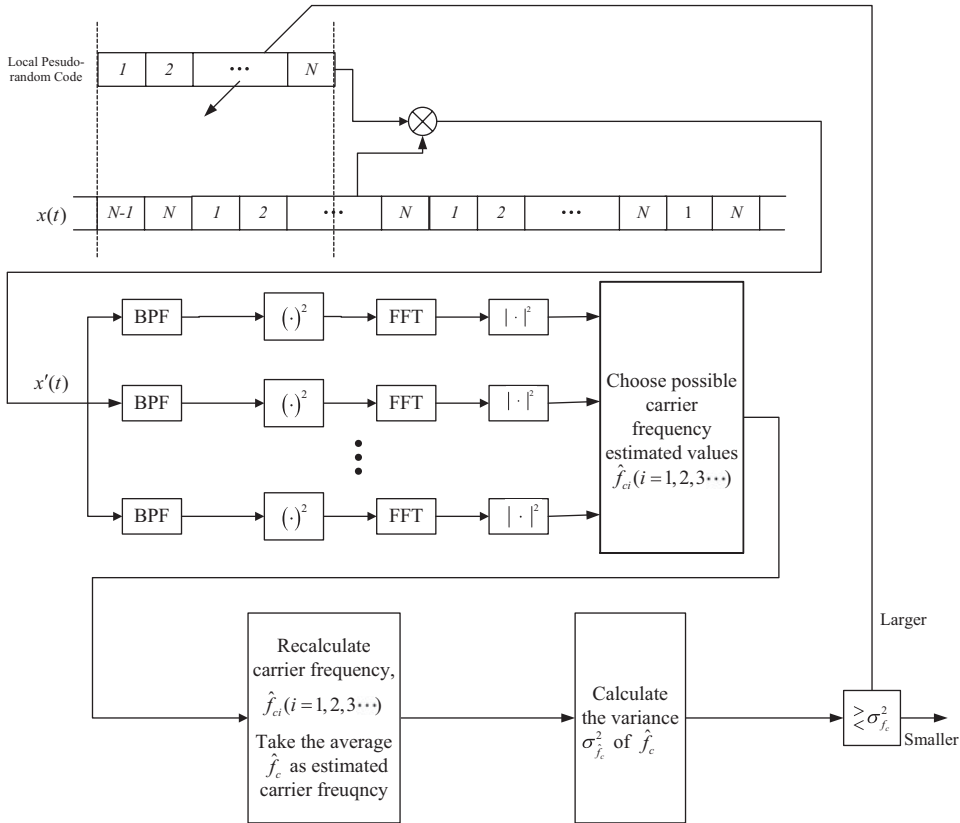 Local Pesudo-
random Code
1 2 ··· N
x(t)
N-1 N 1 2 ··· N 1 2 ··· N 1 N
x′(t)
BPF (·)² FFT |·|²
BPF (·)² FFT |·|²
BPF (·)² FFT |·|²
Choose possible
carrier
frequency
estimated values
f̂ci(i=1,2,3···)
Recalculate
carrier frequency,
f̂ci(i=1,2,3···)
Take the average
f̂c as estimated
carrier freuqncy
Calculate
the variance
σ²f̂c of f̂c
Larger
≷ σ²fc
Smaller